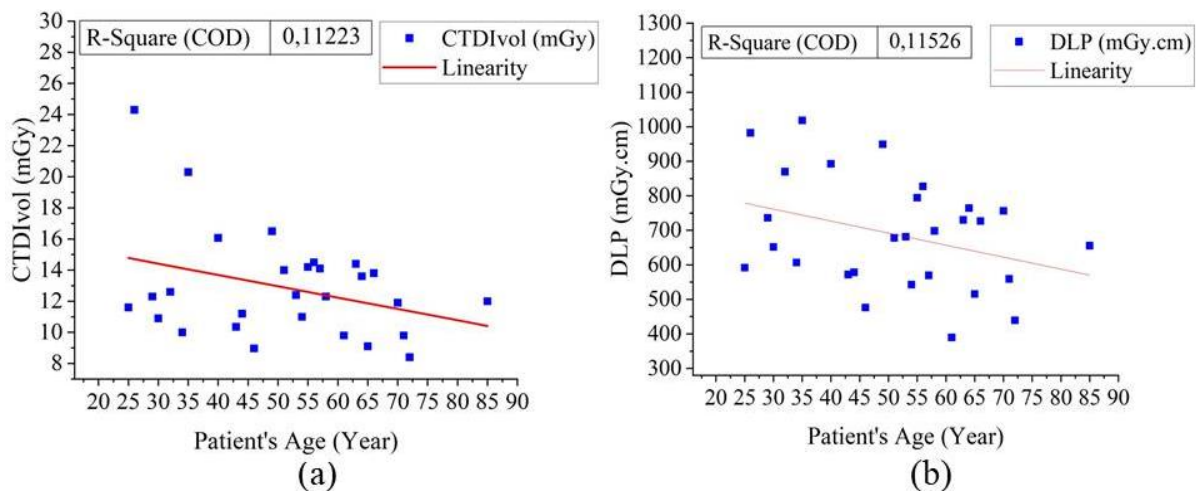 R-Square (COD) 0,11223
CTDIvol (mGy)
Linearity
CTDIvol (mGy)
30
28
26
24
22
20
18
16
14
12
10
8
20 25 30 35 40 45 50 55 60 65 70 75 80 85 90
Patient's Age (Year)
(a)
R-Square (COD) 0,11526
DLP (mGy.cm)
Linearity
DLP (mGy.cm)
1300
1200
1100
1000
900
800
700
600
500
400
300
20 25 30 35 40 45 50 55 60 65 70 75 80 85 90
Patient's Age (Year)
(b)